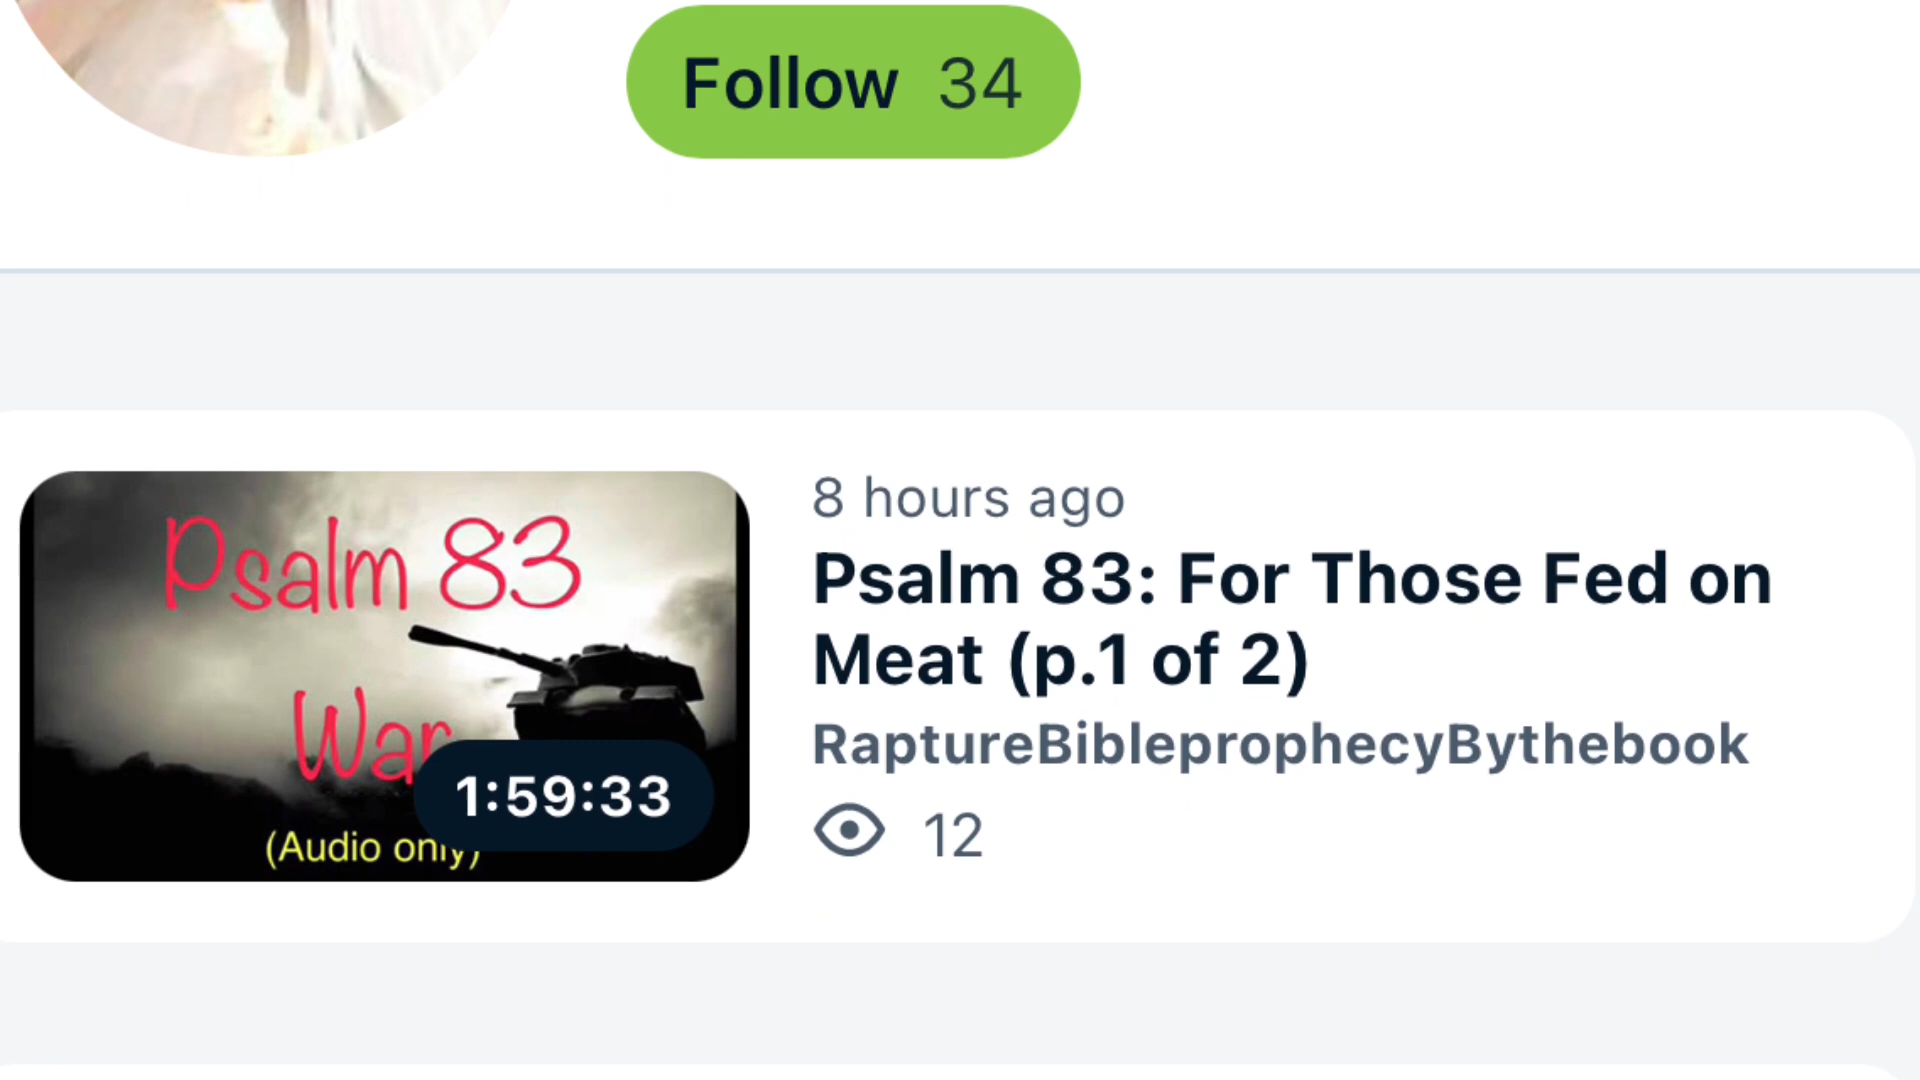 Follow 34
8 hours ago
Psalm 83: For Those Fed on
Meat (p.1 of 2)
RaptureBibleprophecyBythebook
12
Psalm 83
War
1:59:33
(Audio only)